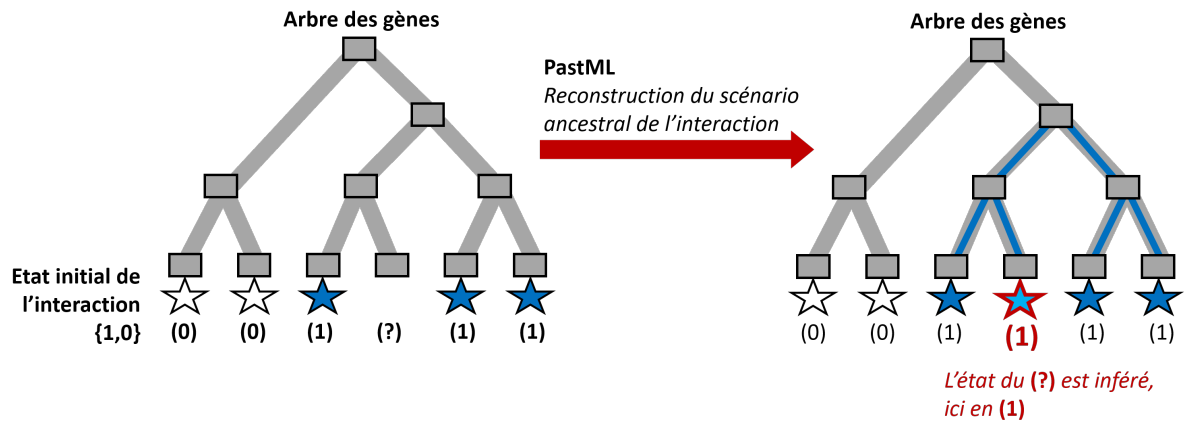 Arbre des gènes
PastML
Reconstruction du scénario
ancestral de l'interaction
Arbre des gènes
Etat initial de
l'interaction
{1,0}
(0) (0) (1) (?) (1) (1)
(0) (0) (1) (1) (1) (1)
L'état du (?) est inféré,
ici en (1)